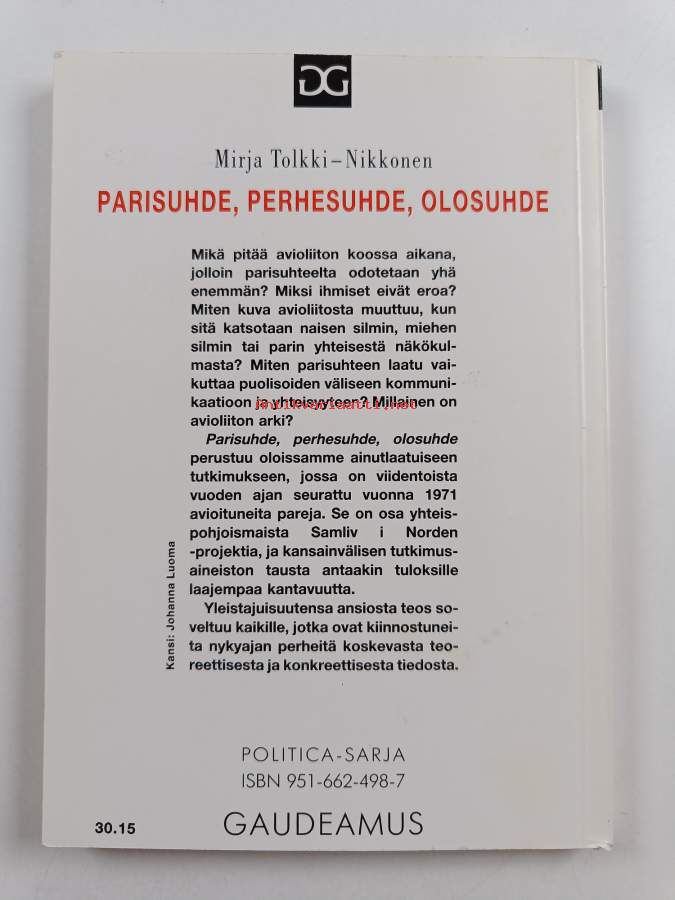 GG
Mirja Tolkki–Nikkonen
PARISUHDE, PERHESUHDE, OLOSUHDE
Mikä pitää avioliiton koossa aikana,
jolloin parisuhteelta odotetaan yhä
enemmän? Miksi ihmiset eivät eroa?
Miten kuva avioliitosta muuttuu, kun
sitä katsotaan naisen silmin, miehen
silmin tai parin yhteisestä näkökul-
masta? Miten parisuhteen laatu vai-
kuttaa puolisoiden väliseen kommuni-
kaatioon ja yhteisyyteen? Millainen on
avioliiton arki?
Antikvariaatti.net
Parisuhde, perhesuhde, olosuhde
perustuu oloissamme ainutlaatuiseen
tutkimukseen, jossa on viidentoista
vuoden ajan seurattu vuonna 1971
avioituneita pareja. Se on osa yhteis-
pohjoismaista Samliv i Norden
-projektia, ja kansainvälisen tutkimus-
aineiston tausta antaakin tuloksille
laajempaa kantavuutta.
Yleistajuisuutensa ansiosta teos so-
veltuu kaikille, jotka ovat kiinnostunei-
ta nykyajan perheitä koskevasta teo-
reettisesta ja konkreettisesta tiedosta.
Kansi: Johanna Luoma
POLITICA-SARJA
ISBN 951-662-498-7
30.15
GAUDEAMUS